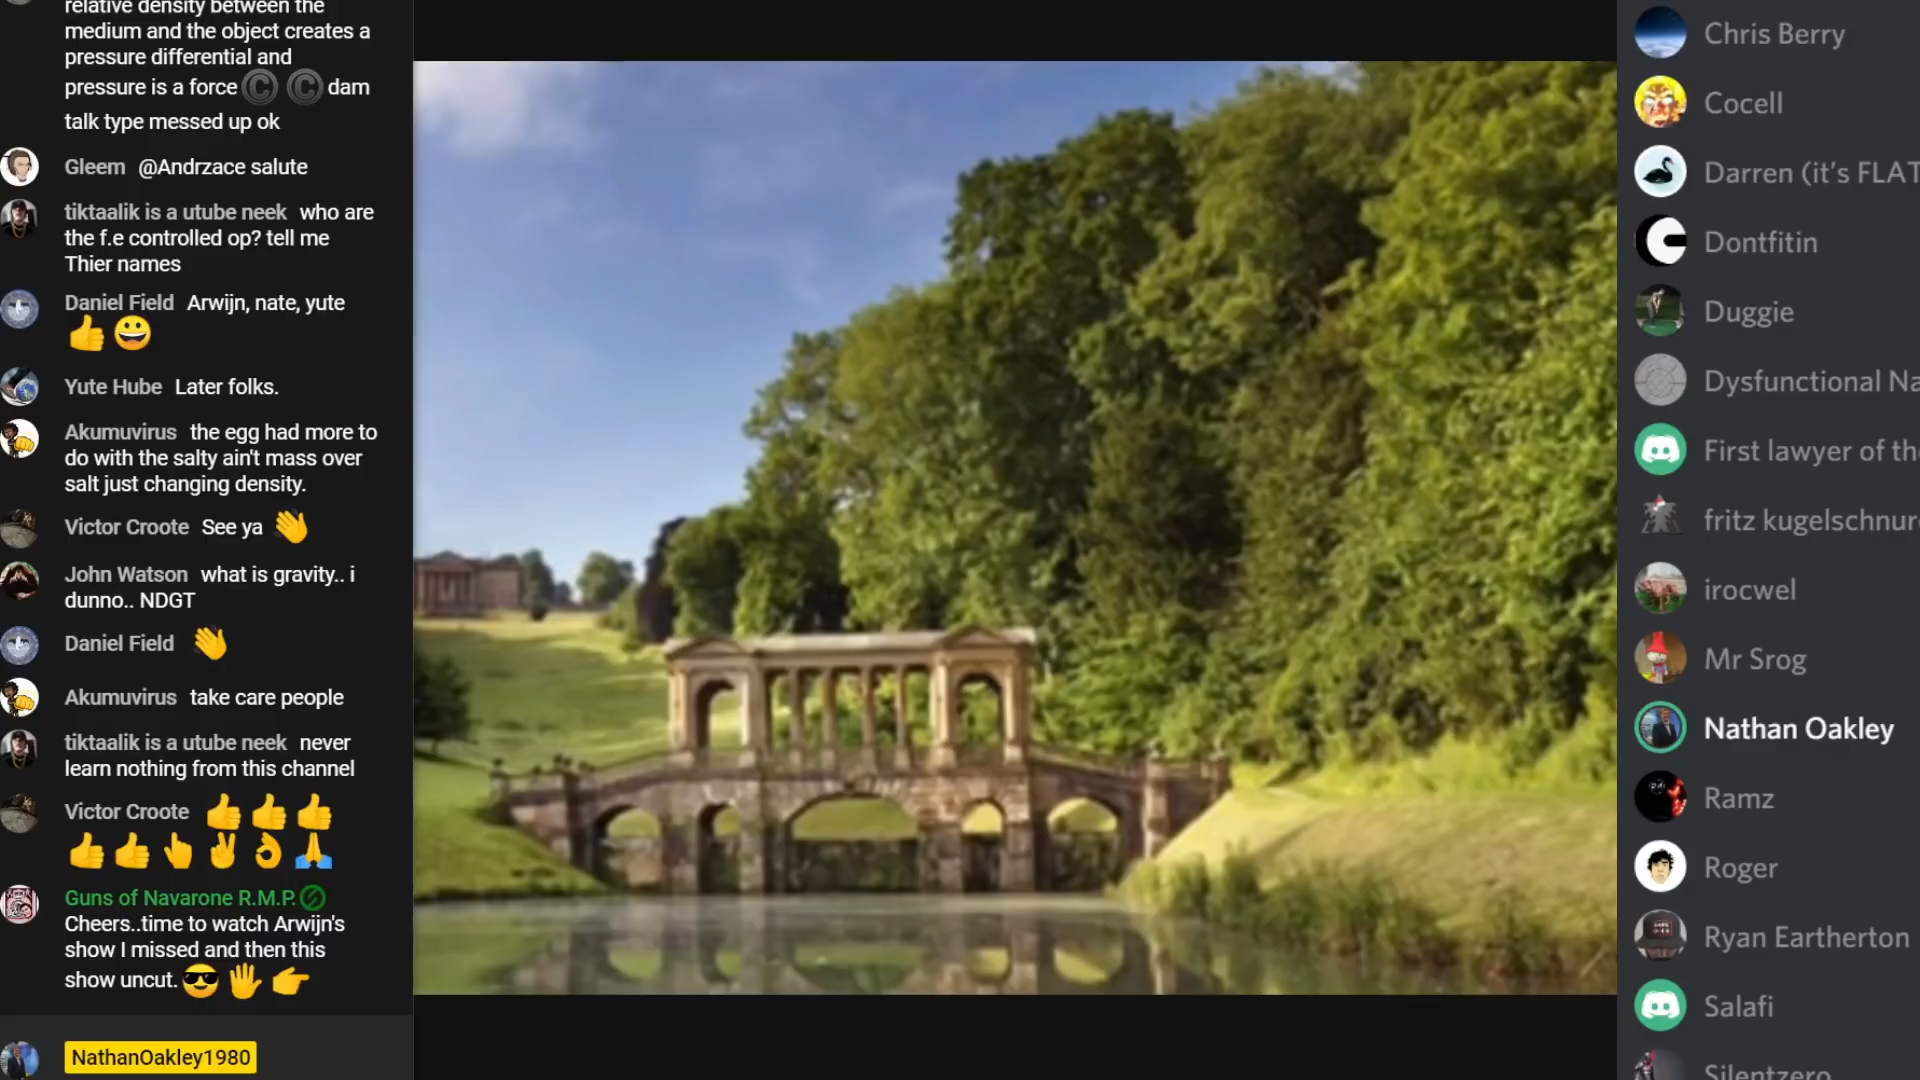 relative density between the
medium and the object creates a
pressure differential and
pressure is a force © © dam
talk type messed up ok
Gleem @Andrzace salute
tiktaalik is a utube neek who are
the f.e controlled op? tell me
Thier names
Daniel Field Arwijn, nate, yute
Yute Hube Later folks.
Akumuvirus the egg had more to
do with the salty ain't mass over
salt just changing density.
Victor Croote See ya
John Watson what is gravity.. i
dunno.. NDGT
Daniel Field
Akumuvirus take care people
tiktaalik is a utube neek never
learn nothing from this channel
Victor Croote
Guns of Navarone R.M.P.
Cheers..time to watch Arwijn's
show I missed and then this
show uncut.
NathanOakley1980
Chris Berry
Cocell
Darren (it's FLAT
Dontfitin
Duggie
Dysfunctional Na
First lawyer of the
fritz kugelschnur
irocwel
Mr Srog
Nathan Oakley
Ramz
Roger
Ryan Eartherton
Salafi
Silentzero